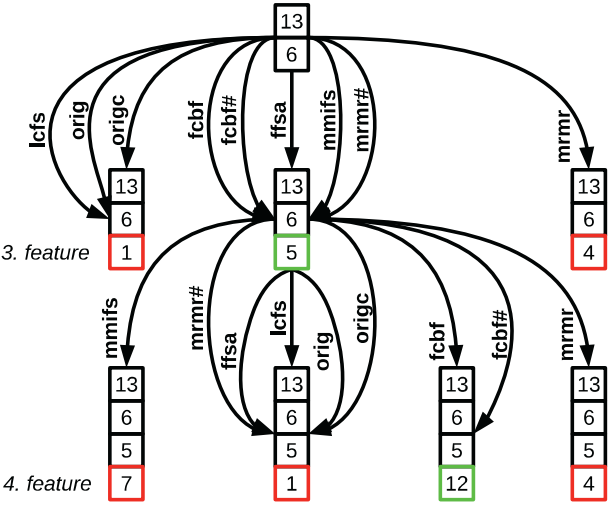 13
6
lcfs
orig
origc
fcbf
fcbf#
ffsa
mmifs
mrmr#
mrmr
13 13 13
6 6 6
3. feature 1 5 4
mmifs
mrmr#
ffsa
lcfs
orig
origc
fcbf
fcbf#
mrmr
13 13 13 13
6 6 6 6
5 5 5 5
4. feature 7 1 12 4